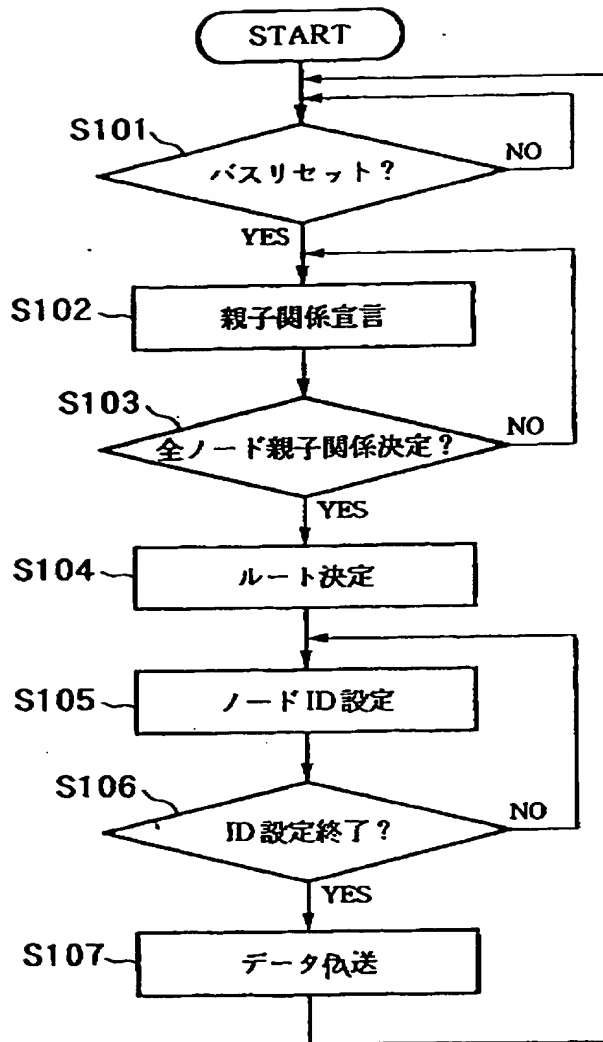 START
S101
バスリセット?
NO
YES
S102
親子関係宣言
S103
全ノード親子関係決定?
NO
YES
S104
ルート決定
S105
ノードID設定
S106
ID設定終了?
NO
YES
S107
データ伝送